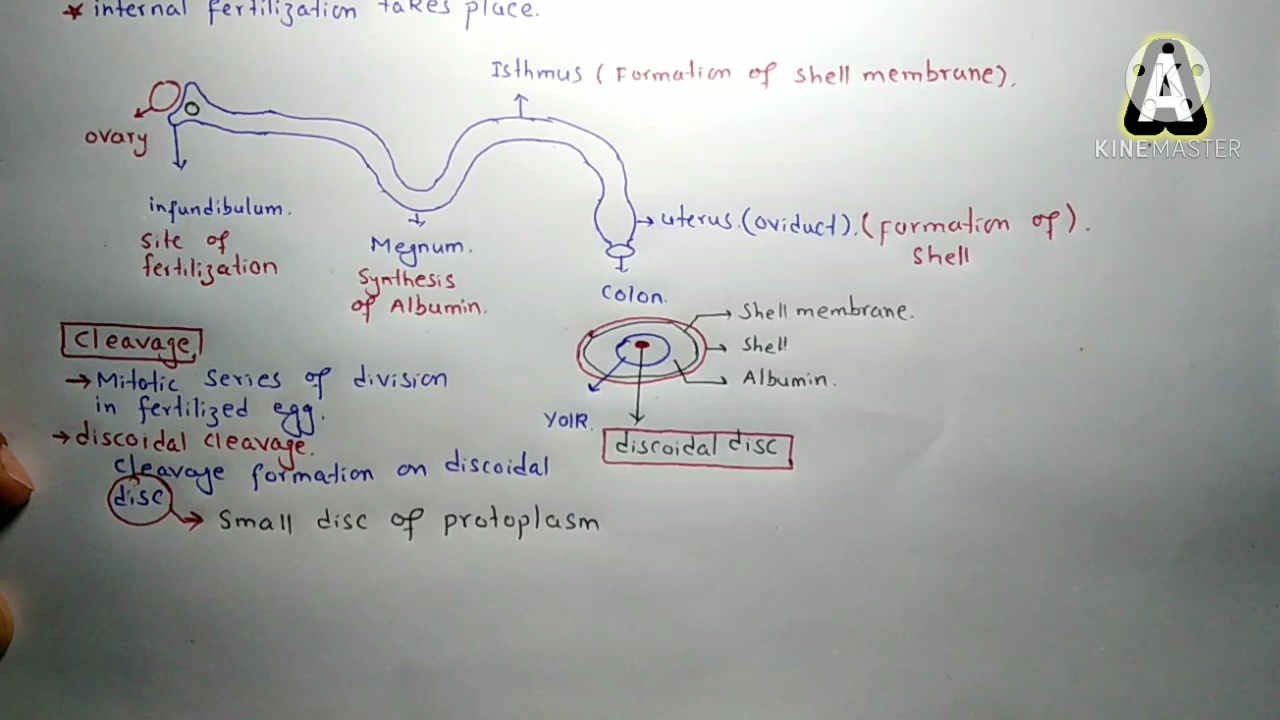 * internal fertilization takes place.
Isthmus (Formation of shell membrane).
ovary
infundibulum.
site of
fertilization
Megnum.
Synthesis
of Albumin.
uterus.(oviduct).(Formation of).
Shell
Colon.
Shell membrane.
Shell
Albumin.
YolR.
discoidal disc
Cleavage
→ Mitotic series of division
in fertilized egg.
→ discoidal cleavage.
cleavage formation on discoidal
disc
→ Small disc of protoplasm
K
KINEMASTER